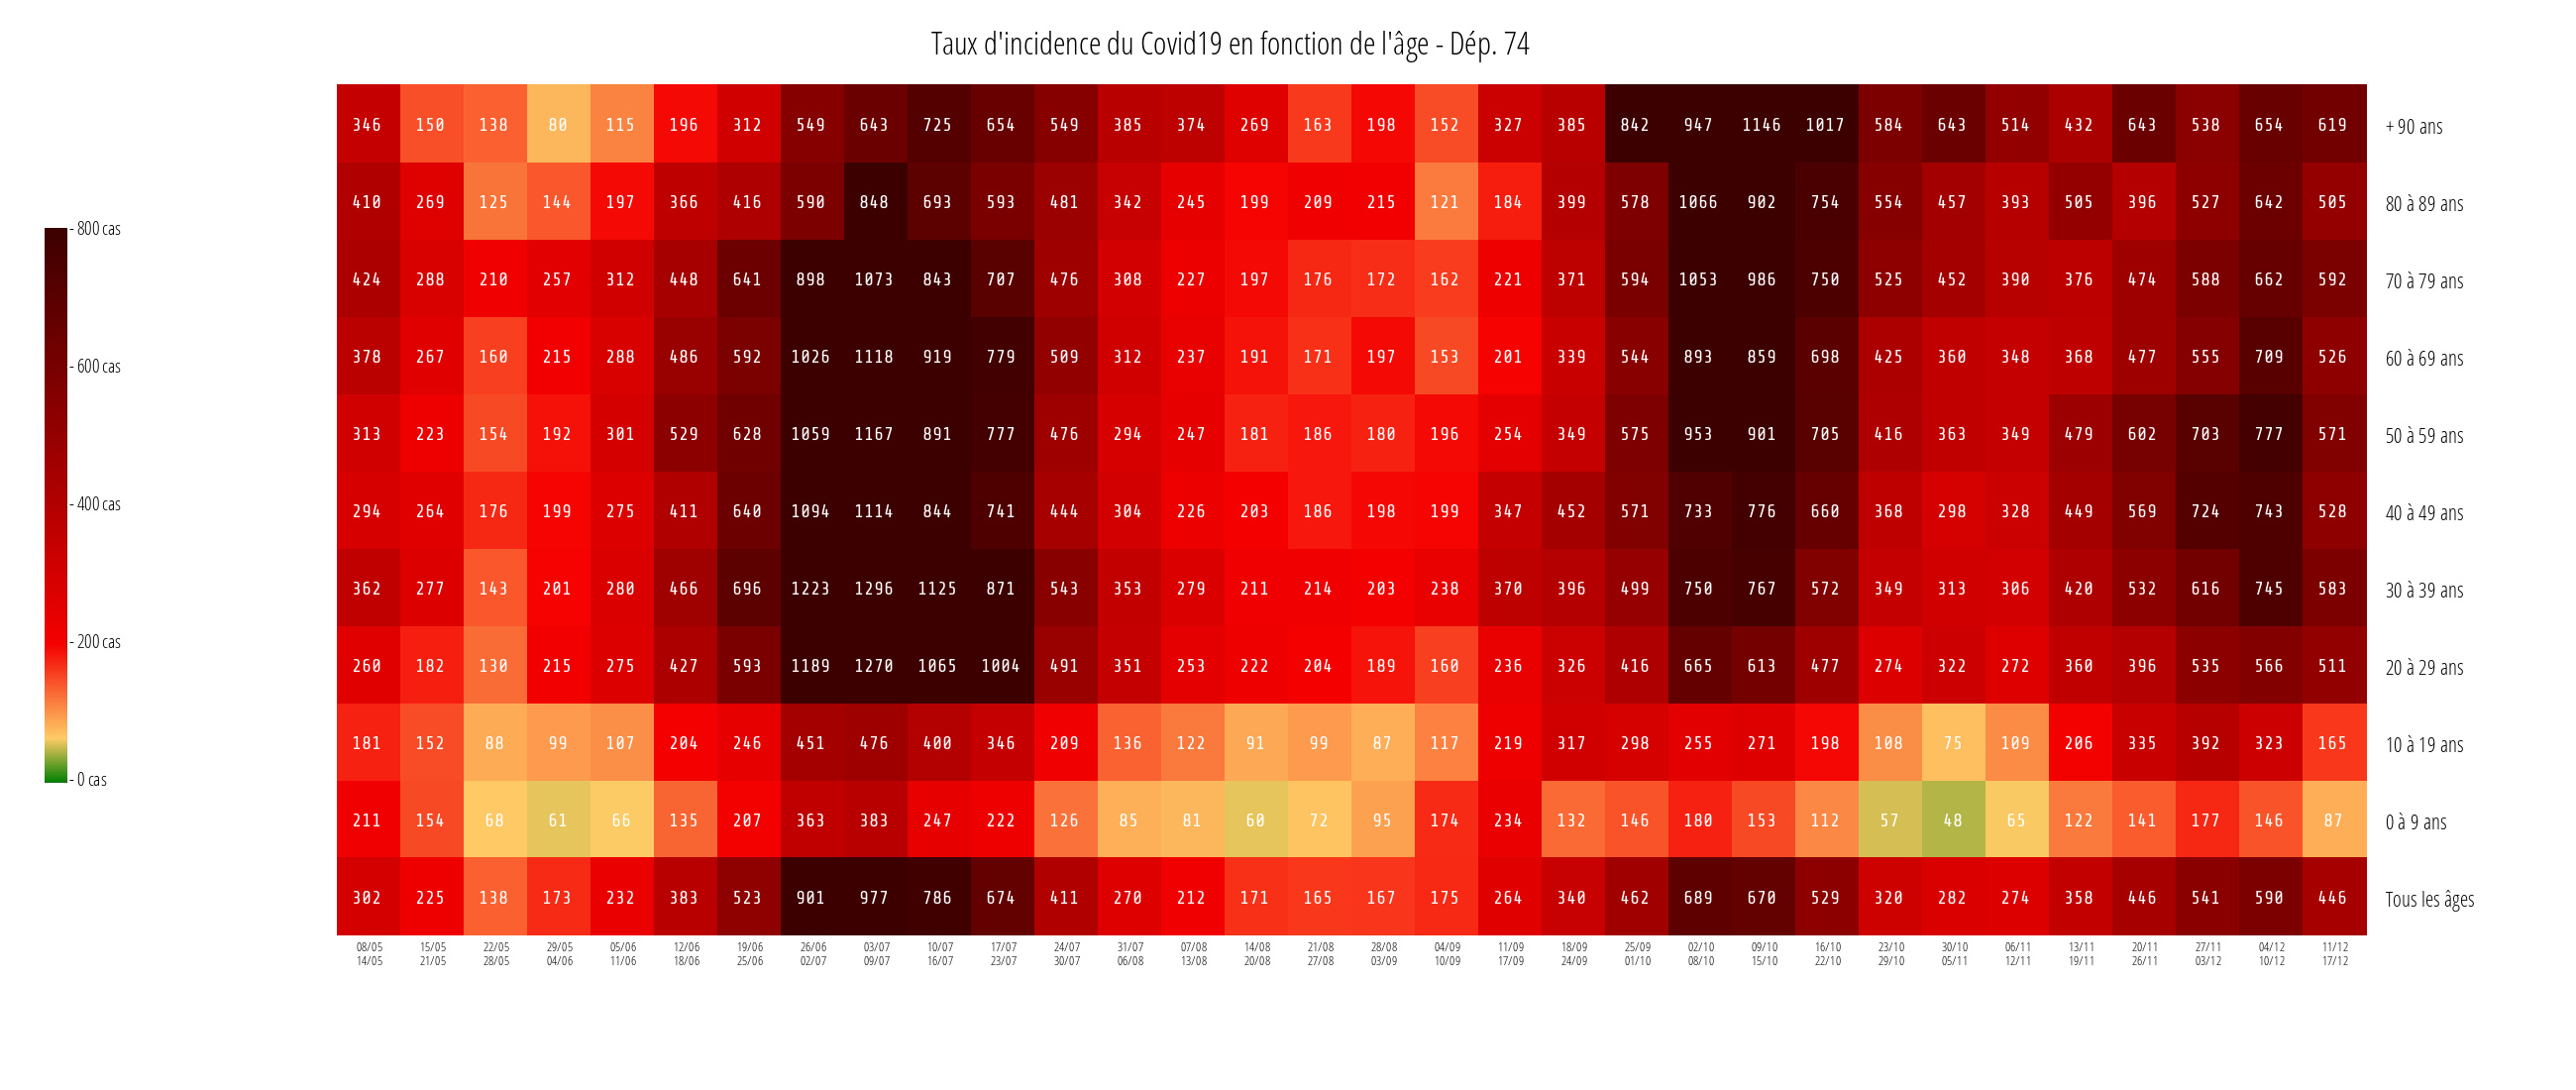 Taux d'incidence du Covid19 en fonction de l'âge - Dép. 74
346 150 138 80 115 196 312 549 643 725 654 549 385 374 269 163 198 152 327 385 842 947 1146 1017 584 643 514 432 643 538 654 619 + 90 ans
410 269 125 144 197 366 416 590 848 693 593 481 342 245 199 209 215 121 184 399 578 1066 902 754 554 457 393 505 396 527 642 505 80 à 89 ans
424 288 210 257 312 448 641 898 1073 843 707 476 308 227 197 176 172 162 221 371 594 1053 986 750 525 452 390 376 474 588 662 592 70 à 79 ans
378 267 160 215 288 486 592 1026 1118 919 779 509 312 237 191 171 197 153 201 339 544 893 859 698 425 360 348 368 477 555 709 526 60 à 69 ans
313 223 154 192 301 529 628 1059 1167 891 777 476 294 247 181 186 180 196 254 349 575 953 901 705 416 363 349 479 602 703 777 571 50 à 59 ans
294 264 176 199 275 411 640 1094 1114 844 741 444 304 226 203 186 198 199 347 452 571 733 776 660 368 298 328 449 569 724 743 528 40 à 49 ans
362 277 143 201 280 466 696 1223 1296 1125 871 543 353 279 211 214 203 238 370 396 499 750 767 572 349 313 306 420 532 616 745 583 30 à 39 ans
260 182 130 215 275 427 593 1189 1270 1065 1004 491 351 253 222 204 189 160 236 326 416 665 613 477 274 322 272 360 396 535 566 511 20 à 29 ans
181 152 88 99 107 204 246 451 476 400 346 209 136 122 91 99 87 117 219 317 298 255 271 198 108 75 109 206 335 392 323 165 10 à 19 ans
211 154 68 61 66 135 207 363 383 247 222 126 85 81 60 72 95 174 234 132 146 180 153 112 57 48 65 122 141 177 146 87 0 à 9 ans
302 225 138 173 232 383 523 901 977 786 674 411 270 212 171 165 167 175 264 340 462 689 670 529 320 282 274 358 446 541 590 446 Tous les âges
08/05 15/05 22/05 29/05 05/06 12/06 19/06 26/06 03/07 10/07 17/07 24/07 31/07 07/08 14/08 21/08 28/08 04/09 11/09 18/09 25/09 02/10 09/10 16/10 23/10 30/10 06/11 13/11 20/11 27/11 04/12 11/12
14/05 21/05 28/05 04/06 11/06 18/06 25/06 02/07 09/07 16/07 23/07 30/07 06/08 13/08 20/08 27/08 03/09 10/09 17/09 24/09 01/10 08/10 15/10 22/10 29/10 05/11 12/11 19/11 26/11 03/12 10/12 17/12
- 800 cas
- 600 cas
- 400 cas
- 200 cas
- 0 cas